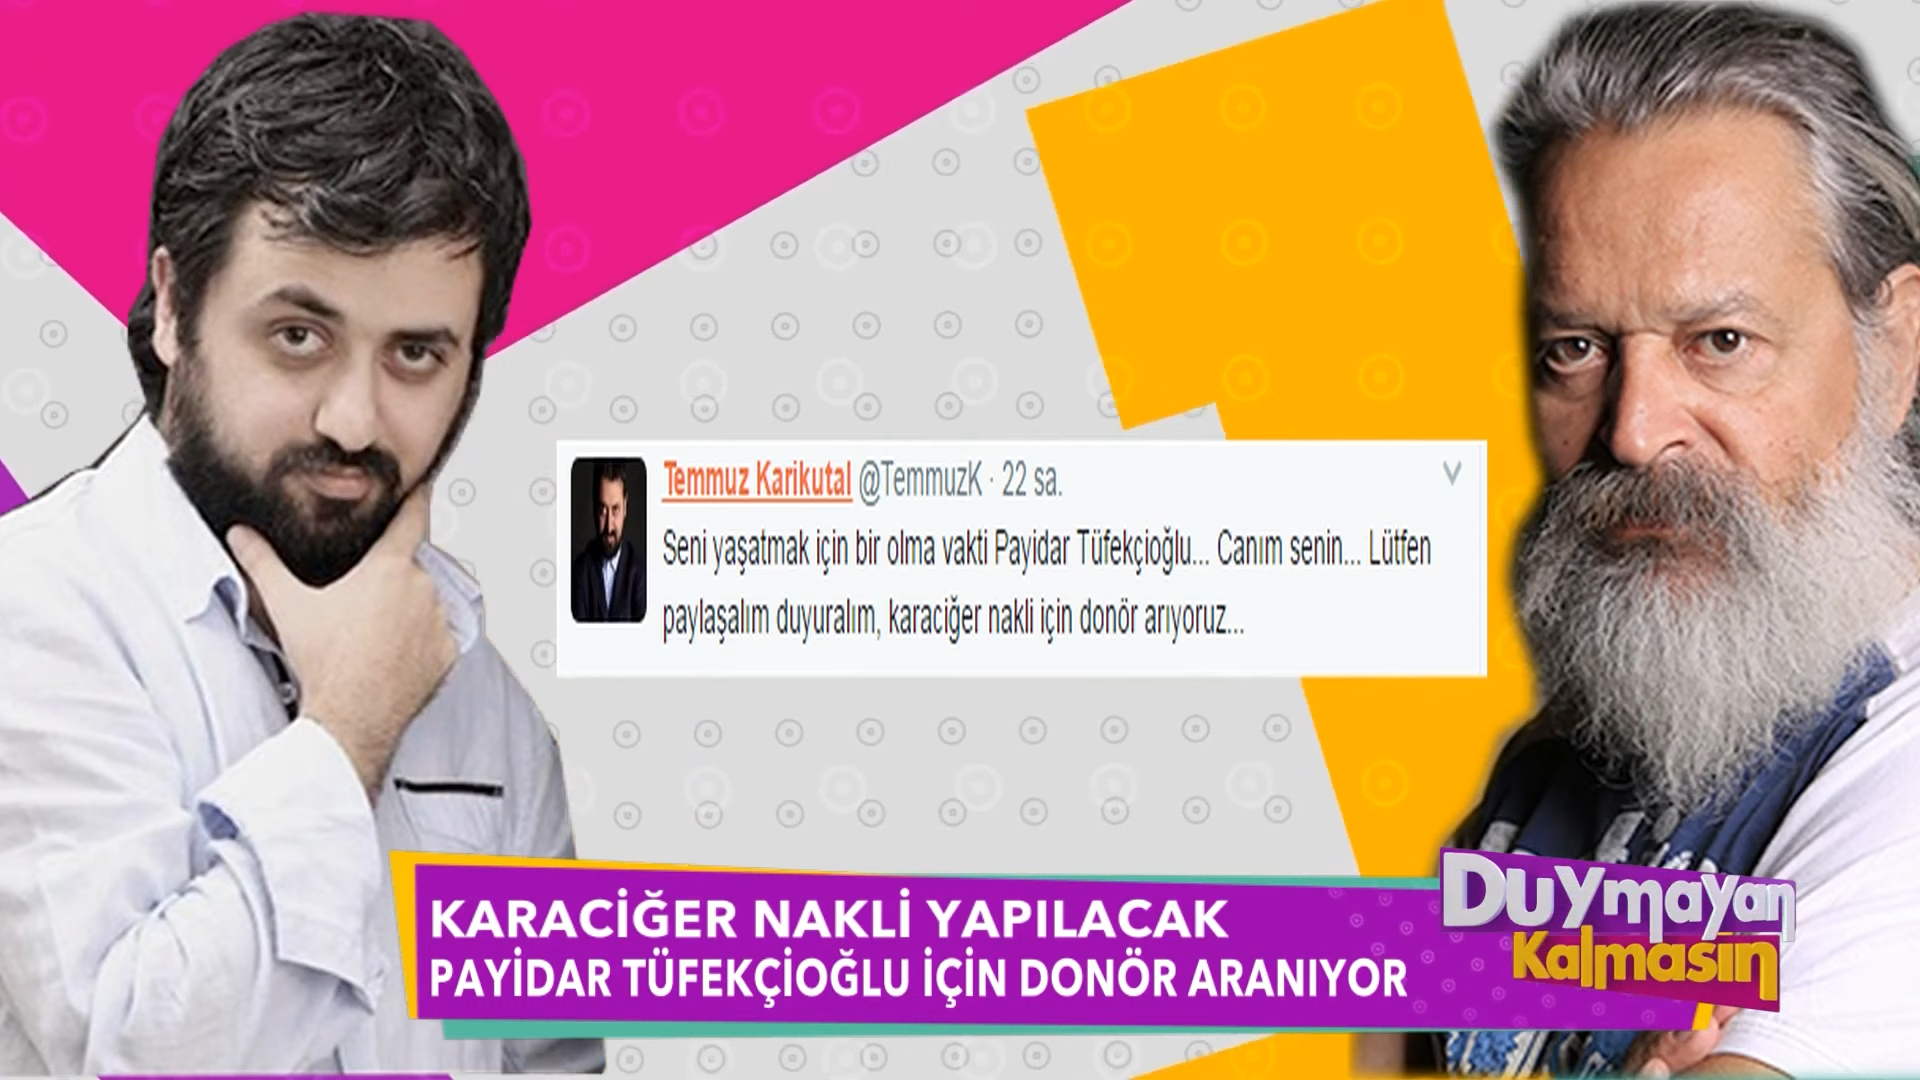 Temmuz Karikutal @TemmuzK · 22 sa.
Seni yaşatmak için bir olma vakti Payidar Tüfekçioğlu... Canım senin... Lütfen
paylaşalım duyuralım, karaciğer nakli için donör arıyoruz...
KARACİĞER NAKLİ YAPILACAK
PAYİDAR TÜFEKÇİOĞLU İÇİN DONÖR ARANIYOR
Duymayan
Kalmasın